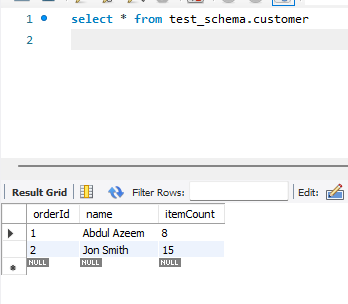 1 select * from test_schema.customer
2
Result Grid Filter Rows: Edit:
orderId name itemCount
1 Abdul Azeem 8
2 Jon Smith 15
NULL NULL NULL